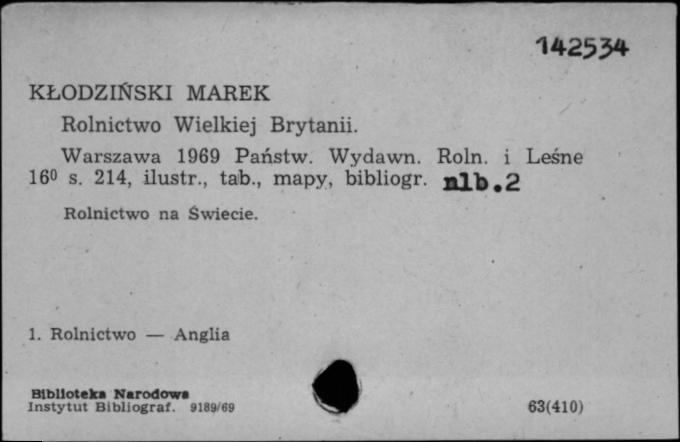 142534
KŁODZIŃSKI MAREK
Rolnictwo Wielkiej Brytanii.
Warszawa 1969 Państw. Wydawn. Roln. i Leśne
16⁰ s. 214, ilustr., tab., mapy, bibliogr. nlb.2
Rolnictwo na Świecie.
1. Rolnictwo — Anglia
Biblioteka Narodowa
Instytut Bibliograf. 9189/69
63(410)